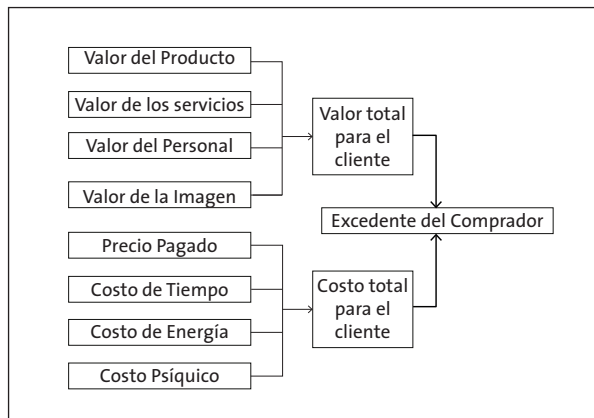 Valor del Producto
Valor de los servicios
Valor del Personal
Valor de la Imagen
Valor total
para el
cliente
Excedente del Comprador
Precio Pagado
Costo de Tiempo
Costo de Energía
Costo Psíquico
Costo total
para el
cliente